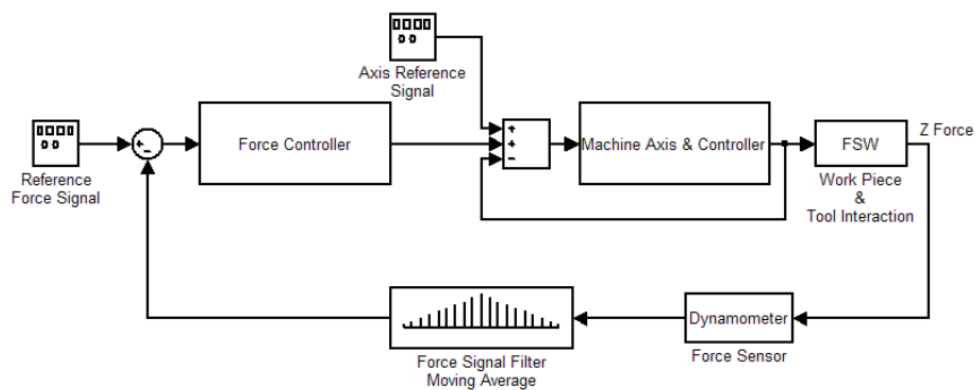 Axis Reference
Signal
Reference
Force Signal
+
-
Force Controller
+
+
-
Machine Axis & Controller
FSW
Work Piece
&
Tool Interaction
Z Force
Dynamometer
Force Sensor
Force Signal Filter
Moving Average